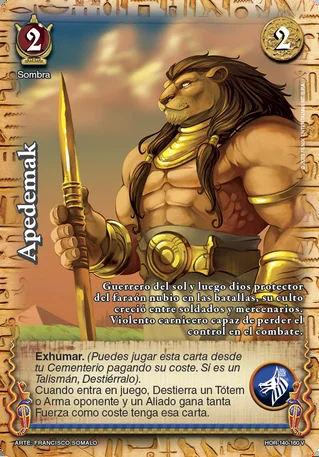 2
2
Sombra
Apedemak
Guerrero del sol y luego dios protector
del faraón nubio en las batallas, su culto
creció entre soldados y mercenarios.
Violento carnicero capaz de perder el
control en el combate.
Exhumar. (Puedes jugar esta carta desde
tu Cementerio pagando su coste. Si es un
Talismán, Destiérralo).
Cuando entra en juego, Destierra un Tótem
o Arma oponente y un Aliado gana tanta
Fuerza como coste tenga esa carta.
ARTE: FRANCISCO SOMALO
HOR-140-160 V